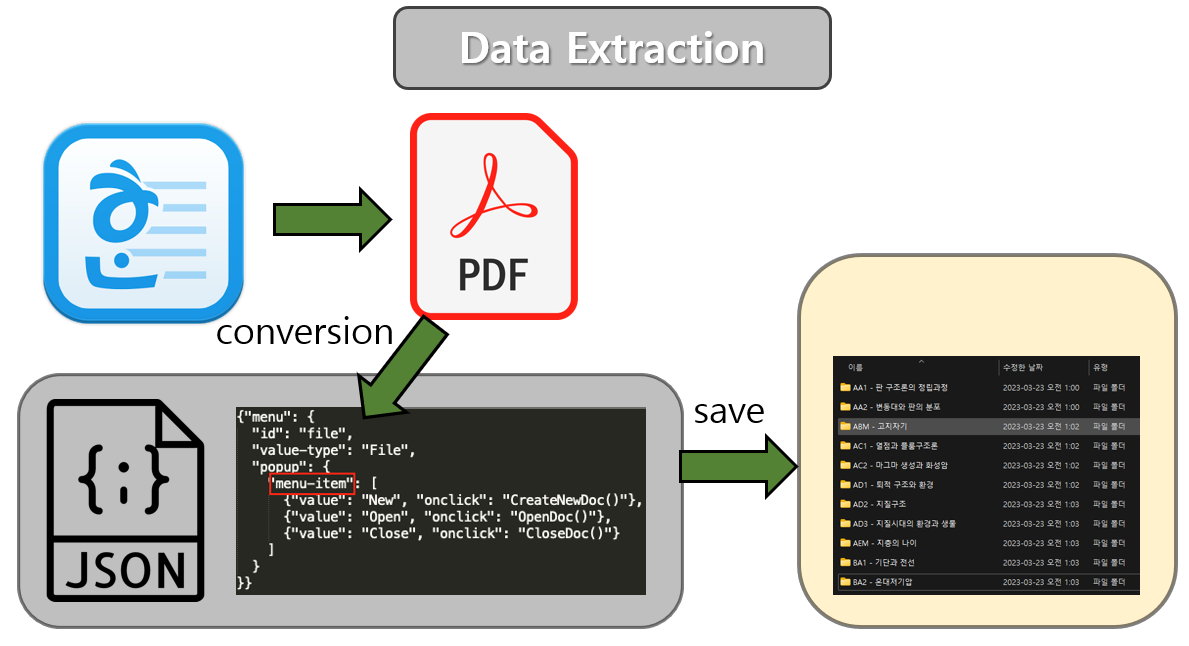 Data Extraction
PDF
conversion
JSON
{"menu": {
"id": "file",
"value-type": "File",
"popup": {
"menu-item": [
{"value": "New", "onclick": "CreateNewDoc()"},
{"value": "Open", "onclick": "OpenDoc()"},
{"value": "Close", "onclick": "CloseDoc()"}
]
}
}}
save
이름 수정한 날짜 유형
AA1 - 판 구조론의 정립과정 2023-03-23 오전 1:00 파일 폴더
AA2 - 변동대와 판의 분포 2023-03-23 오전 1:00 파일 폴더
ABM - 고지자기 2023-03-23 오전 1:02 파일 폴더
AC1 - 열점과 플룸구조론 2023-03-23 오전 1:02 파일 폴더
AC2 - 마그마 생성과 화성암 2023-03-23 오전 1:02 파일 폴더
AD1 - 퇴적 구조와 환경 2023-03-23 오전 1:02 파일 폴더
AD2 - 지질구조 2023-03-23 오전 1:03 파일 폴더
AD3 - 지질시대의 환경과 생물 2023-03-23 오전 1:03 파일 폴더
AEM - 지층의 나이 2023-03-23 오전 1:03 파일 폴더
BA1 - 기단과 전선 2023-03-23 오전 1:03 파일 폴더
BA2 - 온대저기압 2023-03-23 오전 1:03 파일 폴더